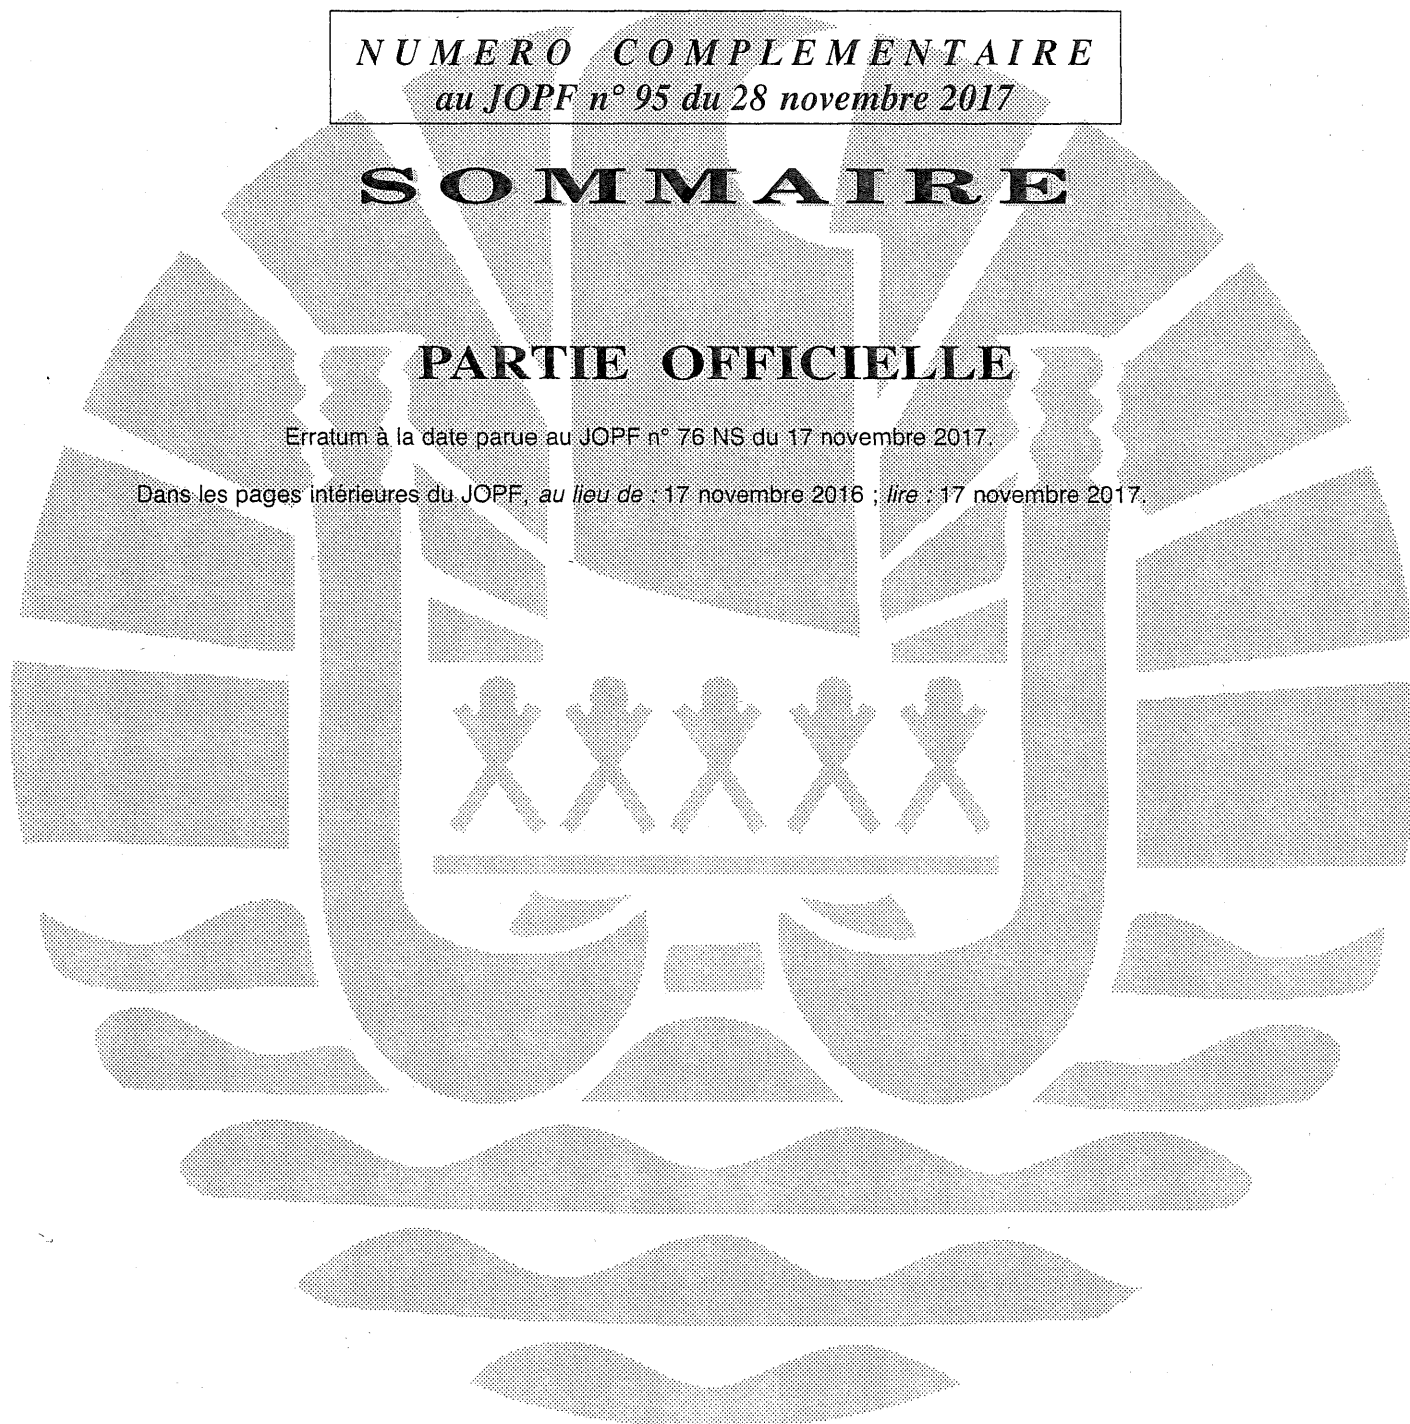 NUMERO COMPLEMENTAIRE
au JOPF n° 95 du 28 novembre 2017
SOMMAIRE
PARTIE OFFICIELLE
Erratum à la date parue au JOPF n° 76 NS du 17 novembre 2017.
Dans les pages intérieures du JOPF, au lieu de : 17 novembre 2016 ; lire : 17 novembre 2017.